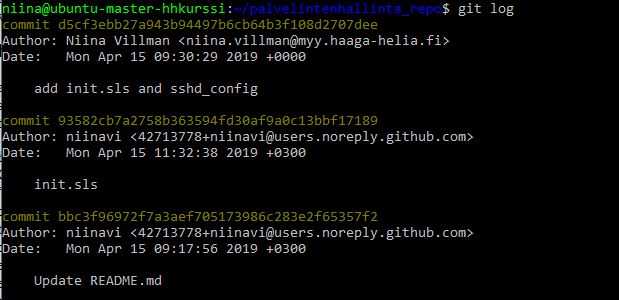 niina@ubuntu-master-hhkurssi:~/palvelintenhallinta_repo$ git log
commit d5cf3ebb27a943b94497b6cb64b3f108d2707dee
Author: Niina Villman <niina.villman@myy.haaga-helia.fi>
Date:   Mon Apr 15 09:30:29 2019 +0000
add init.sls and sshd_config
commit 93582cb7a2758b363594fd30af9a0c13bbf17189
Author: niinavi <42713778+niinavi@users.noreply.github.com>
Date:   Mon Apr 15 11:32:38 2019 +0300
init.sls
commit bbc3f96972f7a3aef705173986c283e2f65357f2
Author: niinavi <42713778+niinavi@users.noreply.github.com>
Date:   Mon Apr 15 09:17:56 2019 +0300
Update README.md